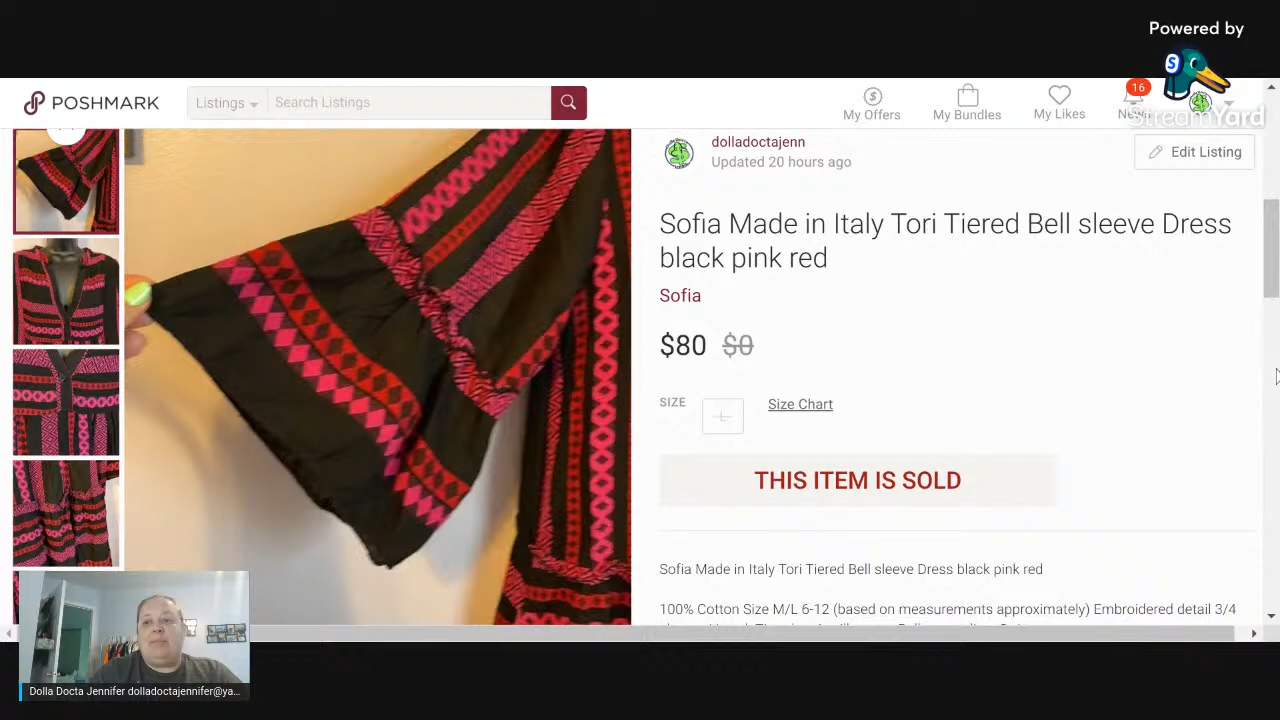 Powered by
S
StreamYard
POSHMARK
Listings
Search Listings
My Offers
My Bundles
My Likes
16
dolladoctajenn
Updated 20 hours ago
Edit Listing
Sofia Made in Italy Tori Tiered Bell sleeve Dress
black pink red
Sofia
$80 $0
SIZE
L
Size Chart
THIS ITEM IS SOLD
Sofia Made in Italy Tori Tiered Bell sleeve Dress black pink red
100% Cotton Size M/L 6-12 (based on measurements approximately) Embroidered detail 3/4
Dolla Docta Jennifer dolladoctajennifer@ya...